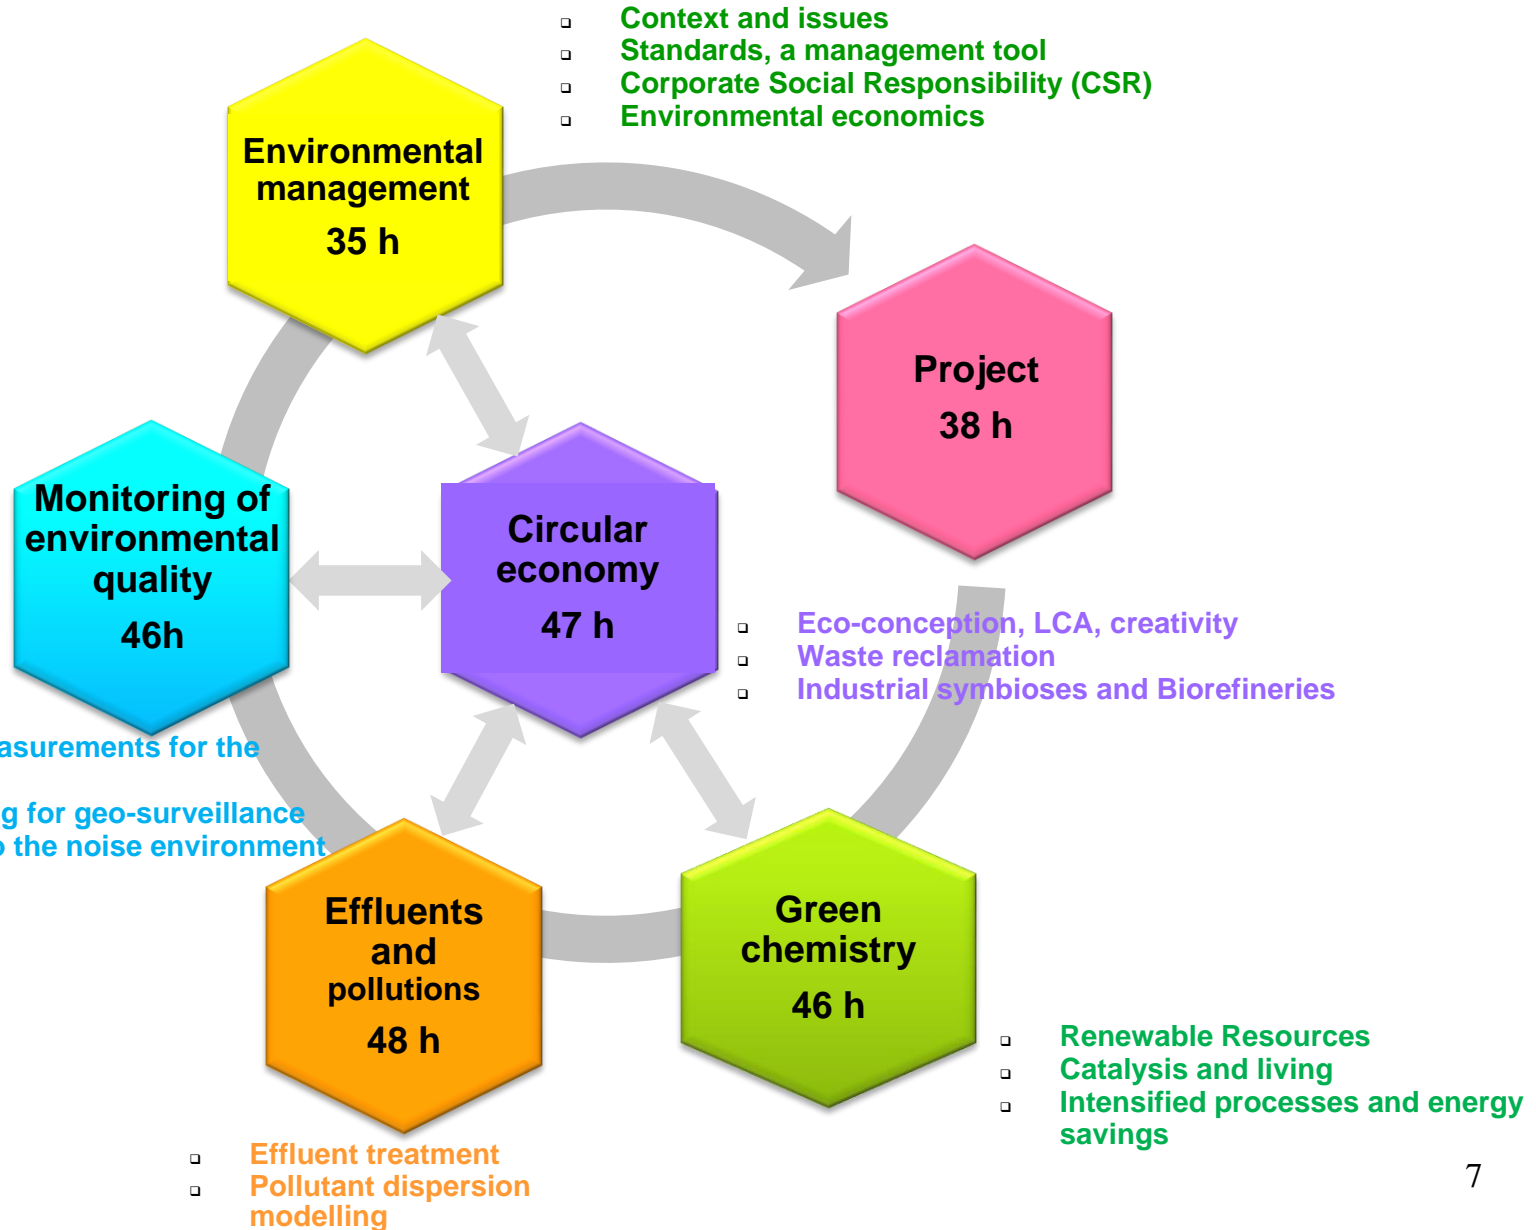 Context and issues
Standards, a management tool
Corporate Social Responsibility (CSR)
Environmental economics
Environmental
management
35 h
Project
38 h
Monitoring of
environmental
quality
46h
Circular
economy
47 h
Eco-conception, LCA, creativity
Waste reclamation
Industrial symbioses and Biorefineries
asurements for the
g for geo-surveillance
the noise environment
Effluents
and
pollutions
48 h
Green
chemistry
46 h
Renewable Resources
Catalysis and living
Intensified processes and energy
savings
Effluent treatment
Pollutant dispersion
modelling
7